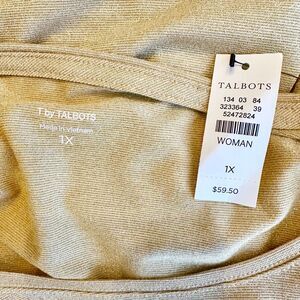 T by TALBOTS
Made in Vietnam
1X
TALBOTS
134 03 84
323364 39
52472824
WOMAN
1X
$59.50